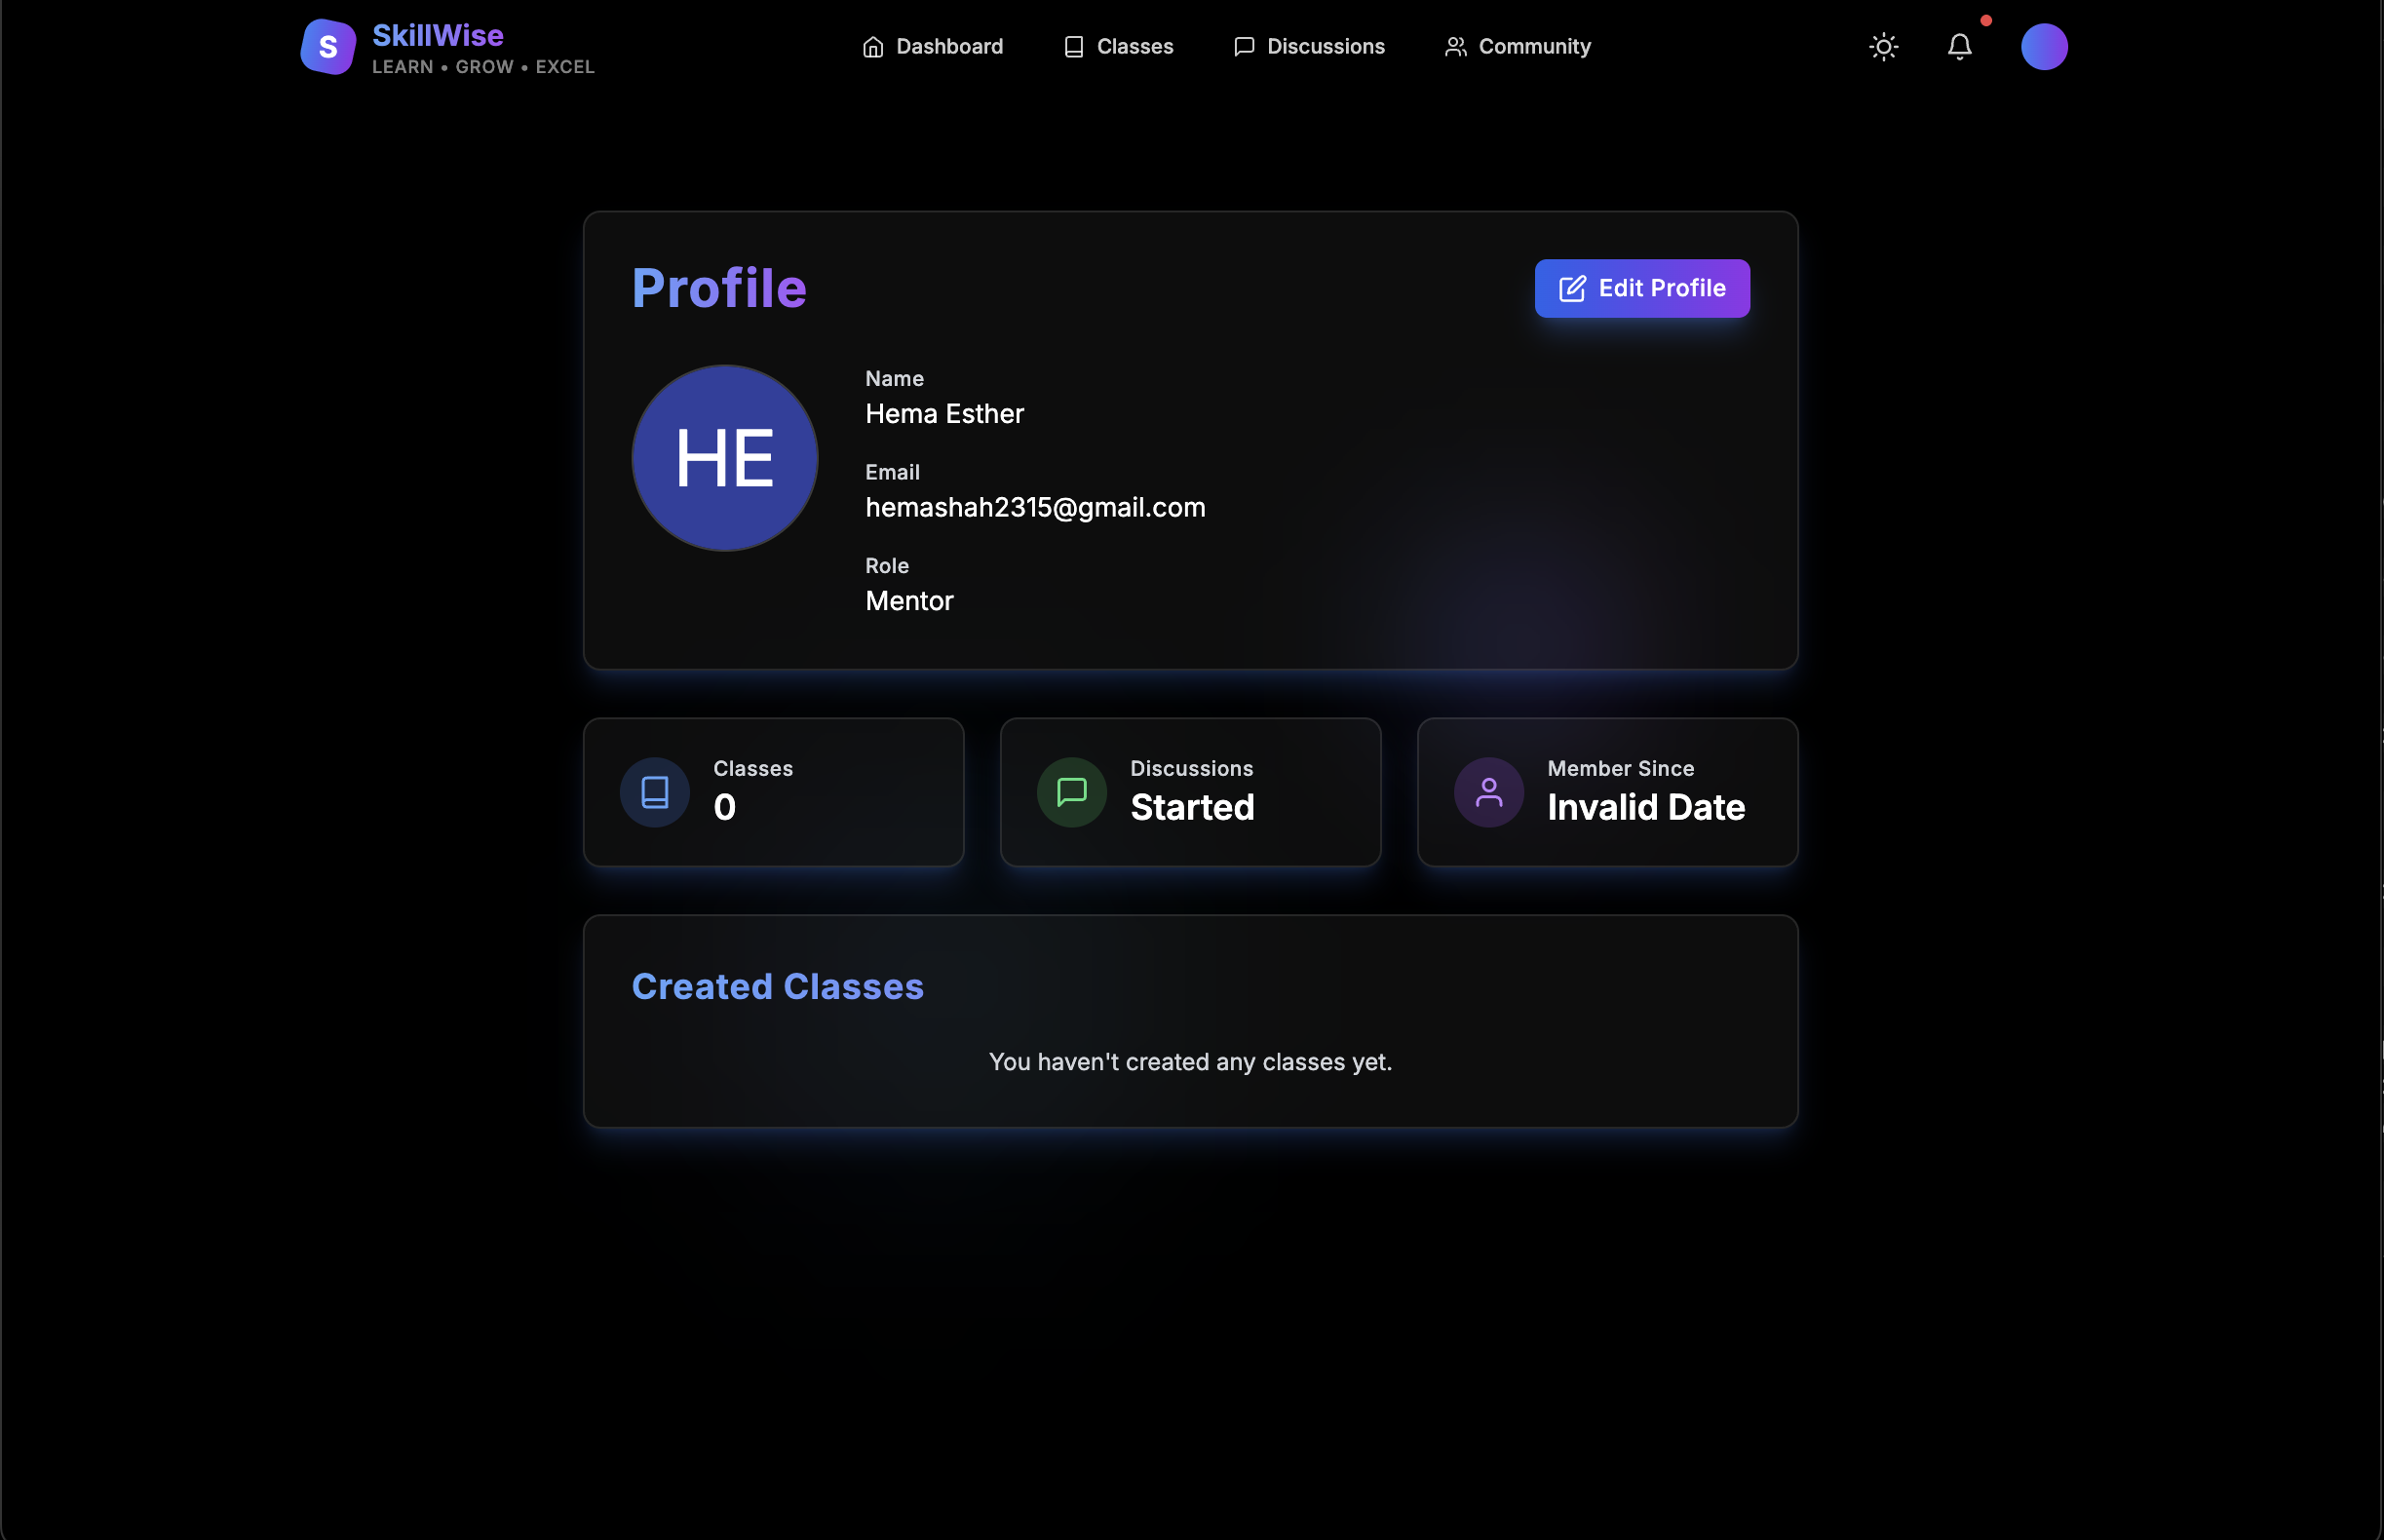 S
SkillWise
LEARN • GROW • EXCEL
Dashboard
Classes
Discussions
Community
Profile
Edit Profile
HE
Name
Hema Esther
Email
hemashah2315@gmail.com
Role
Mentor
Classes
0
Discussions
Started
Member Since
Invalid Date
Created Classes
You haven't created any classes yet.